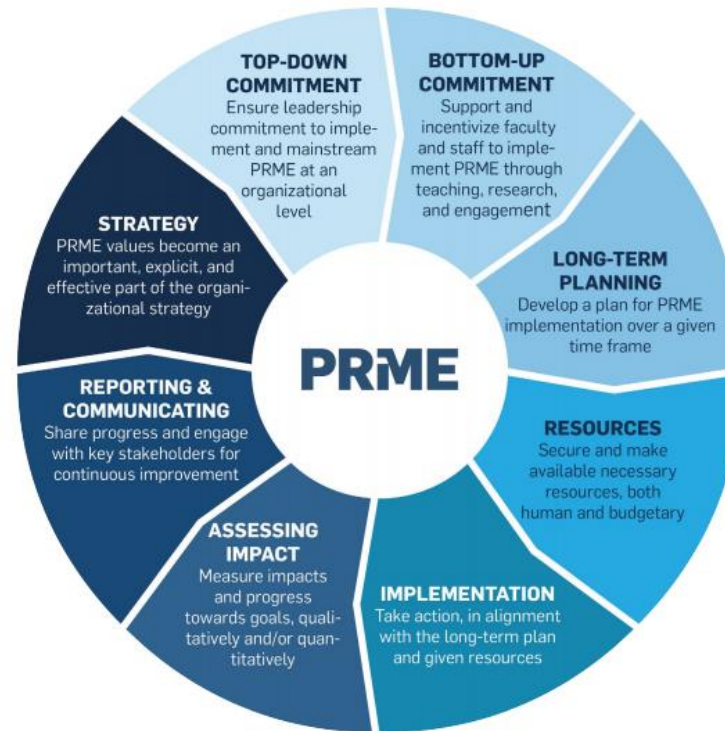 TOP-DOWN
COMMITMENT
Ensure leadership
commitment to imple-
ment and mainstream
PRME at an
organizational
level
BOTTOM-UP
COMMITMENT
Support and
incentivize faculty
and staff to imple-
ment PRME through
teaching, research,
and engagement
LONG-TERM
PLANNING
Develop a plan for PRME
implementation over a given
time frame
RESOURCES
Secure and make
available necessary
resources, both
human and budgetary
IMPLEMENTATION
Take action, in alignment
with the long-term plan
and given resources
ASSESSING
IMPACT
Measure impacts
and progress
towards goals, quali-
tatively and/or quan-
titatively
REPORTING &
COMMUNICATING
Share progress and engage
with key stakeholders for
continuous improvement
STRATEGY
PRME values become an
important, explicit, and
effective part of the organi-
zational strategy
PRME